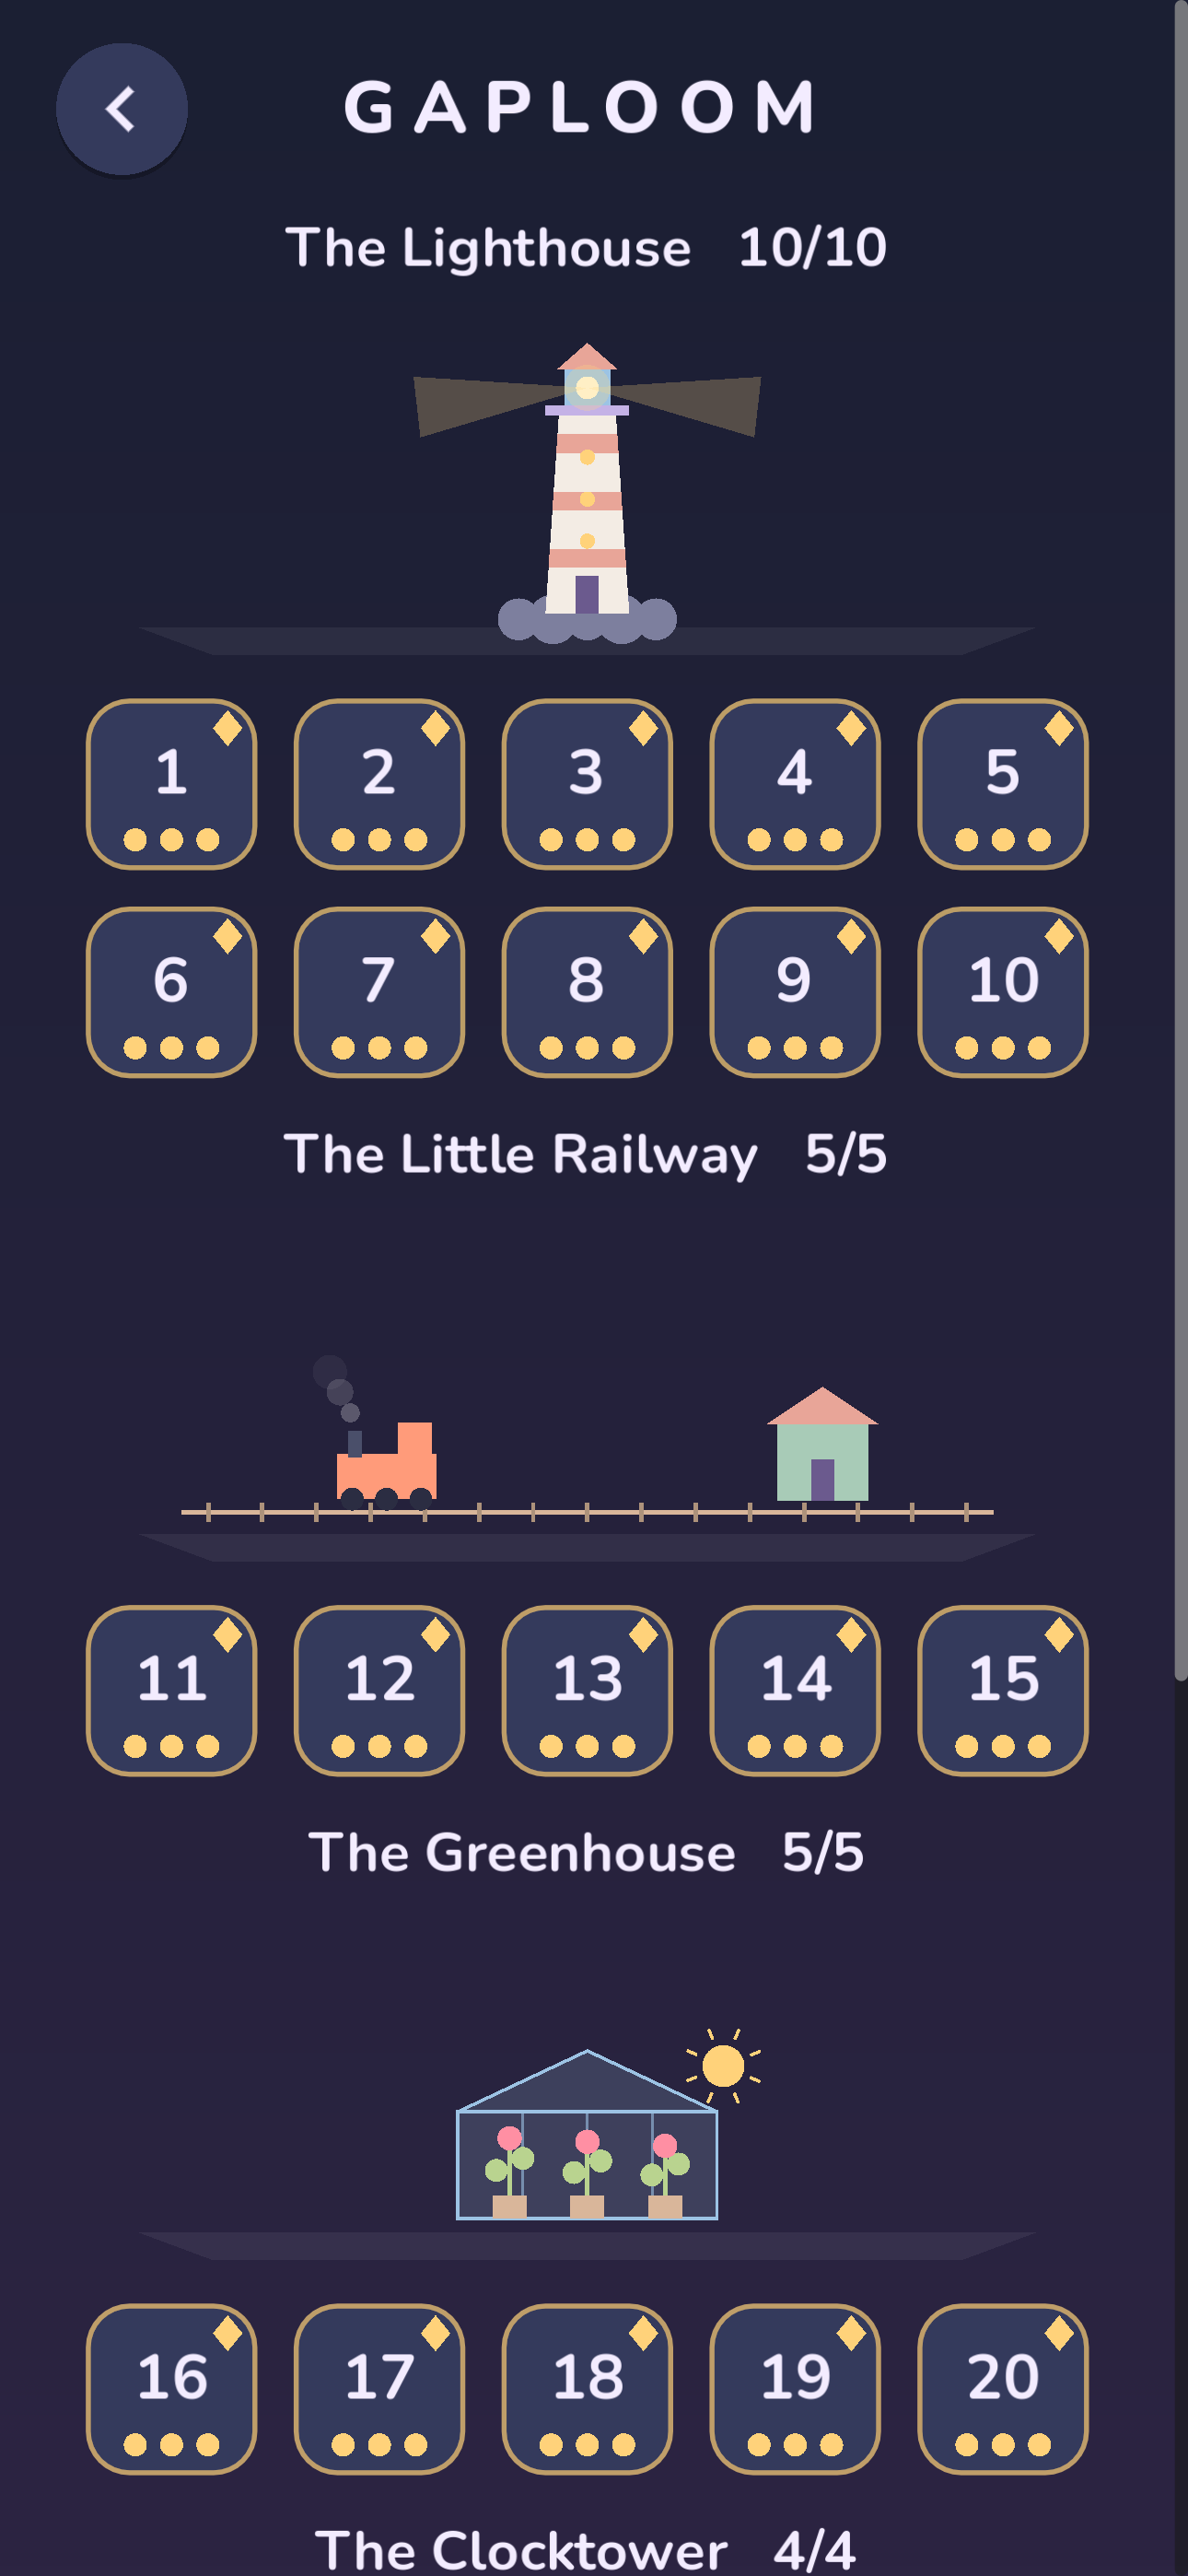 GAPLOOM
The Lighthouse 10/10
1 2 3 4 5
6 7 8 9 10
The Little Railway 5/5
11 12 13 14 15
The Greenhouse 5/5
16 17 18 19 20
The Clocktower 4/4